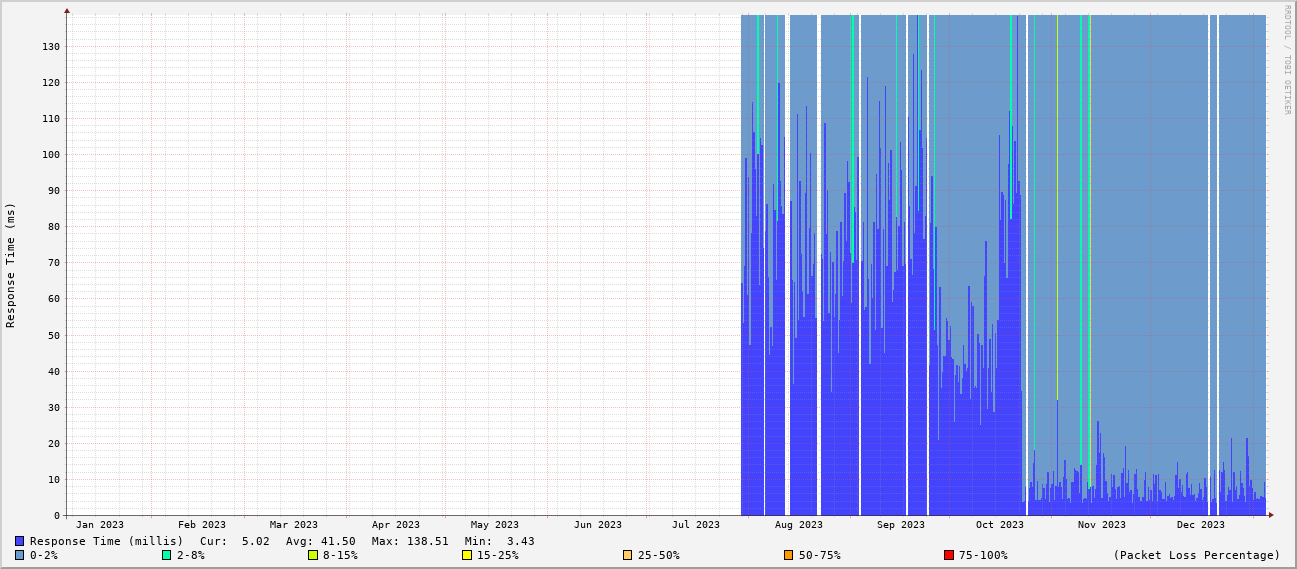 RRDTOOL / TOBI OETIKER
Response Time (ms)
130
120
110
100
90
80
70
60
50
40
30
20
10
0
Jan 2023 Feb 2023 Mar 2023 Apr 2023 May 2023 Jun 2023 Jul 2023 Aug 2023 Sep 2023 Oct 2023 Nov 2023 Dec 2023
Response Time (millis) Cur: 5.02 Avg: 41.50 Max: 138.51 Min: 3.43
0-2% 2-8% 8-15% 15-25% 25-50% 50-75% 75-100% (Packet Loss Percentage)